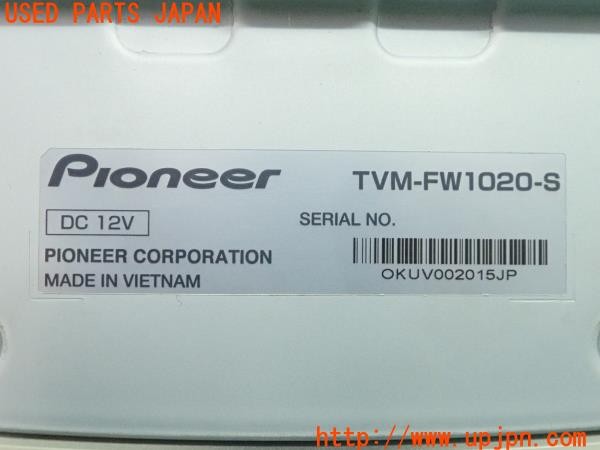 USED PARTS JAPAN
Pioneer
TVM-FW1020-S
DC 12V
SERIAL NO.
PIONEER CORPORATION
MADE IN VIETNAM
OKUV002015JP
http://www.upjpn.com